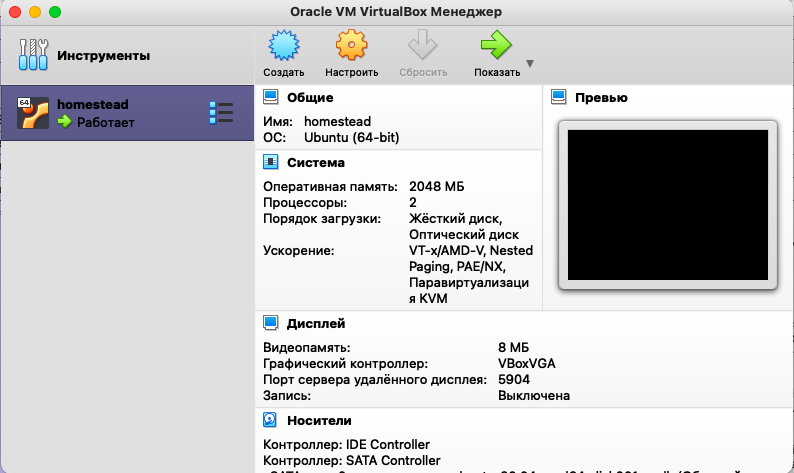 Oracle VM VirtualBox Менеджер
Инструменты
Создать
Настроить
Сбросить
Показать
64
homestead
Работает
Общие
Имя: homestead
ОС: Ubuntu (64-bit)
Превью
Система
Оперативная память: 2048 МБ
Процессоры: 2
Порядок загрузки: Жёсткий диск,
Оптический диск
Ускорение: VT-x/AMD-V, Nested
Paging, PAE/NX,
Паравиртуализаци
я KVM
Дисплей
Видеопамять: 8 МБ
Графический контроллер: VBoxVGA
Порт сервера удалённого дисплея: 5904
Запись: Выключена
Носители
Контроллер: IDE Controller
Контроллер: SATA Controller